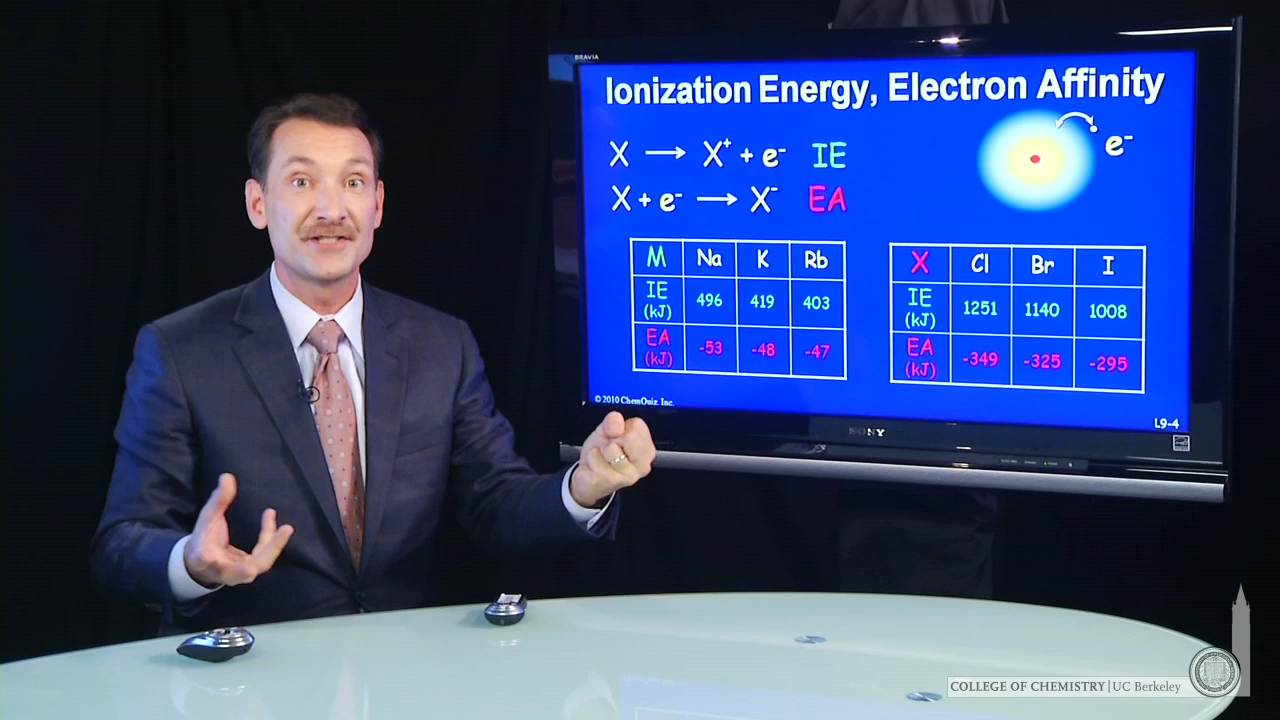 BRAVIA
Ionization Energy, Electron Affinity
X → X⁺ + e⁻ IE
X + e⁻ → X⁻ EA
e⁻
M Na K Rb
IE (kJ) 496 419 403
EA (kJ) -53 -48 -47
X Cl Br I
IE (kJ) 1251 1140 1008
EA (kJ) -349 -325 -295
© 2010 ChemQuiz, Inc.
L9-4
SONY
COLLEGE OF CHEMISTRY | UC Berkeley